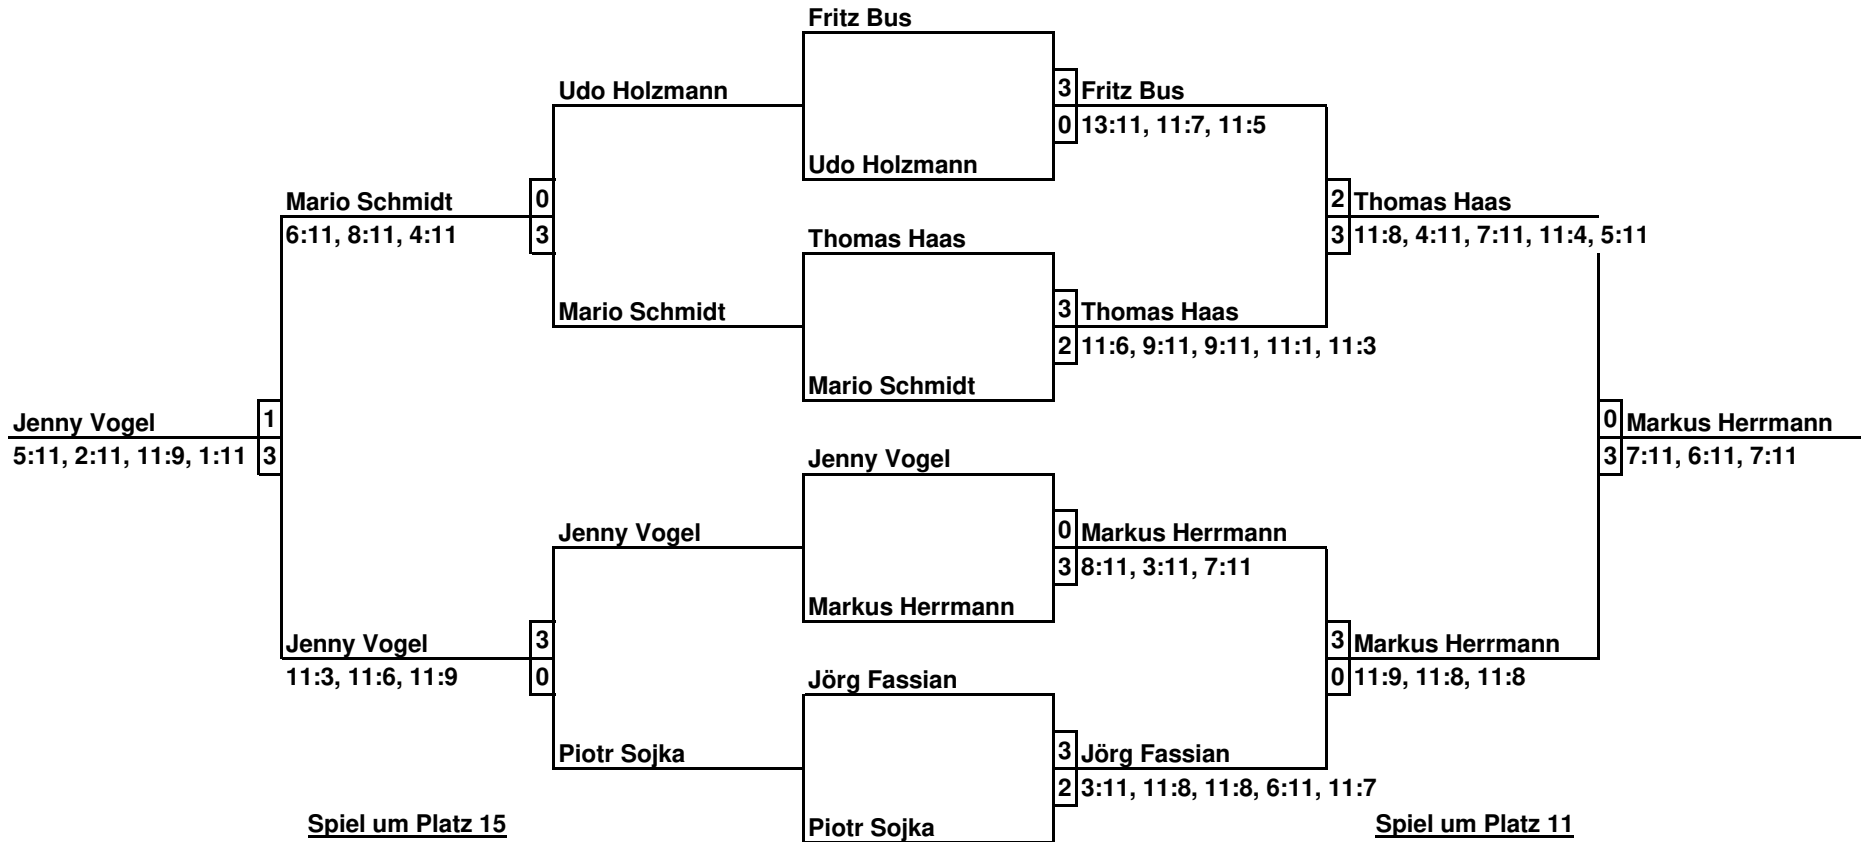 Fritz Bus
Udo Holzmann 3 Fritz Bus
0 13:11, 11:7, 11:5
Udo Holzmann
Mario Schmidt 0 2 Thomas Haas
6:11, 8:11, 4:11 3 Thomas Haas 3 11:8, 4:11, 7:11, 11:4, 5:11
Mario Schmidt 3 Thomas Haas
2 11:6, 9:11, 9:11, 11:1, 11:3
Mario Schmidt
Jenny Vogel 1 0 Markus Herrmann
5:11, 2:11, 11:9, 1:11 3 Jenny Vogel 3 7:11, 6:11, 7:11
Jenny Vogel 0 Markus Herrmann
3 8:11, 3:11, 7:11
Markus Herrmann
Jenny Vogel 3 3 Markus Herrmann
11:3, 11:6, 11:9 0 Jörg Fassian 0 11:9, 11:8, 11:8
Piotr Sojka 3 Jörg Fassian
2 3:11, 11:8, 11:8, 6:11, 11:7
Spiel um Platz 15 Piotr Sojka Spiel um Platz 11